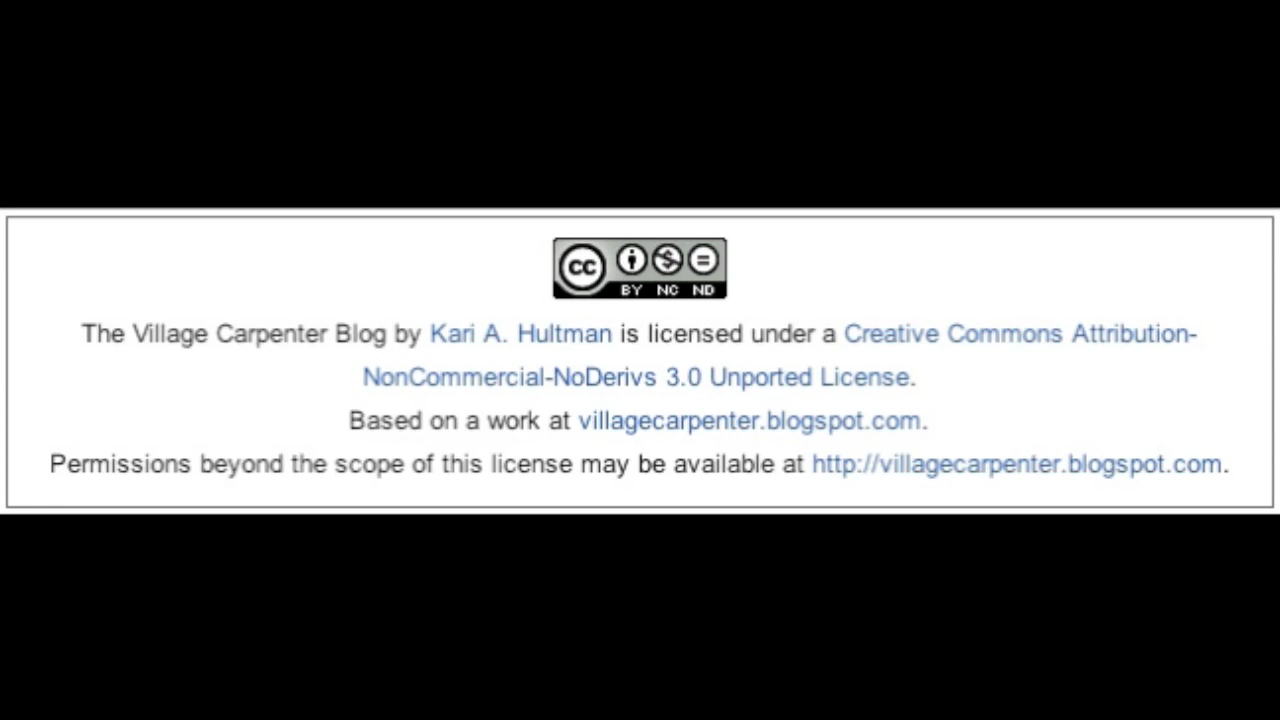 cc BY NC ND
The Village Carpenter Blog by Kari A. Hultman is licensed under a Creative Commons Attribution-
NonCommercial-NoDerivs 3.0 Unported License.
Based on a work at villagecarpenter.blogspot.com.
Permissions beyond the scope of this license may be available at http://villagecarpenter.blogspot.com.